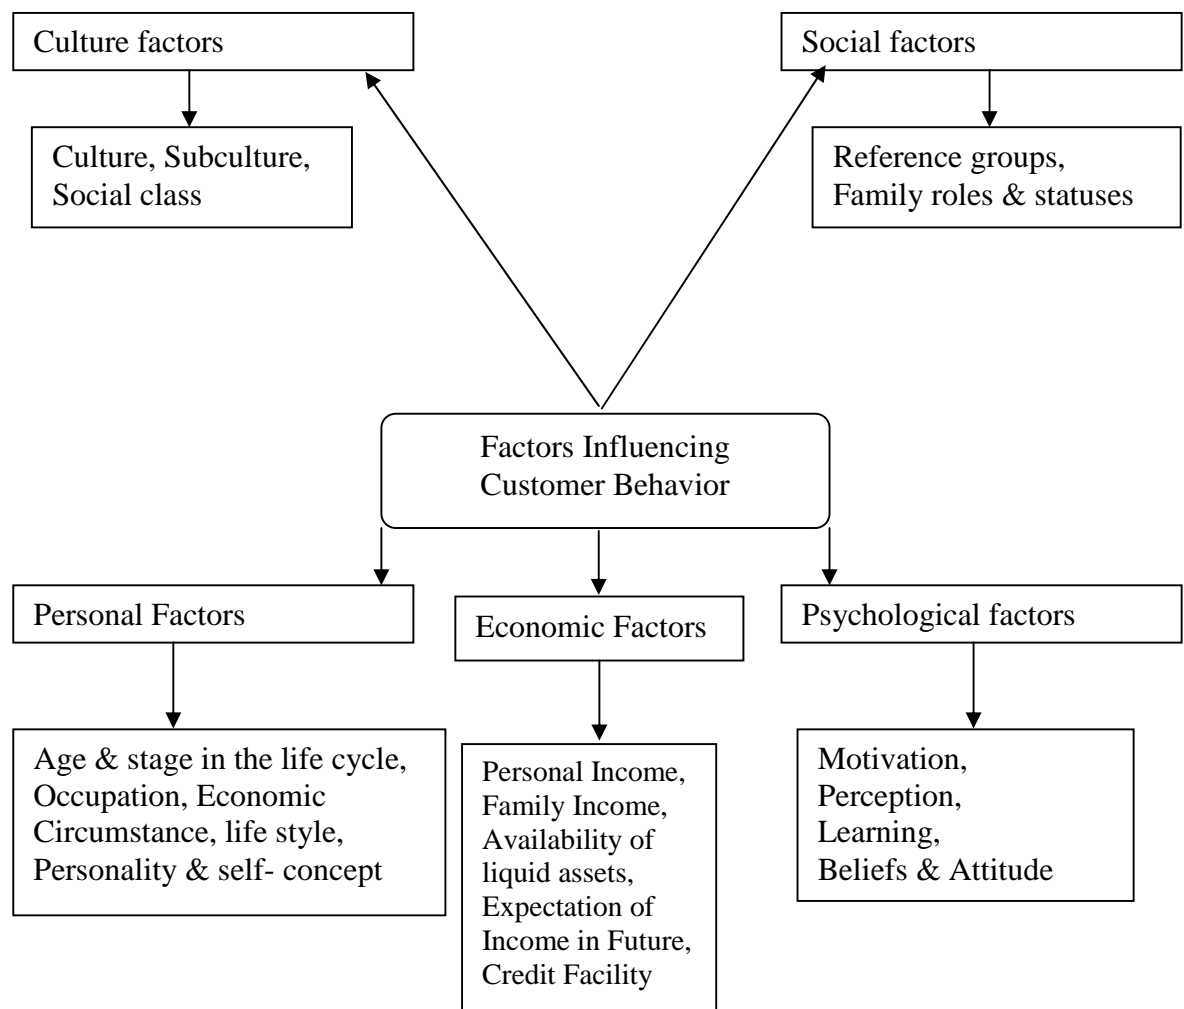 Culture factors
Social factors
Culture, Subculture,
Social class
Reference groups,
Family roles & statuses
Factors Influencing
Customer Behavior
Personal Factors
Economic Factors
Psychological factors
Age & stage in the life cycle,
Occupation, Economic
Circumstance, life style,
Personality & self- concept
Personal Income,
Family Income,
Availability of
liquid assets,
Expectation of
Income in Future,
Credit Facility
Motivation,
Perception,
Learning,
Beliefs & Attitude